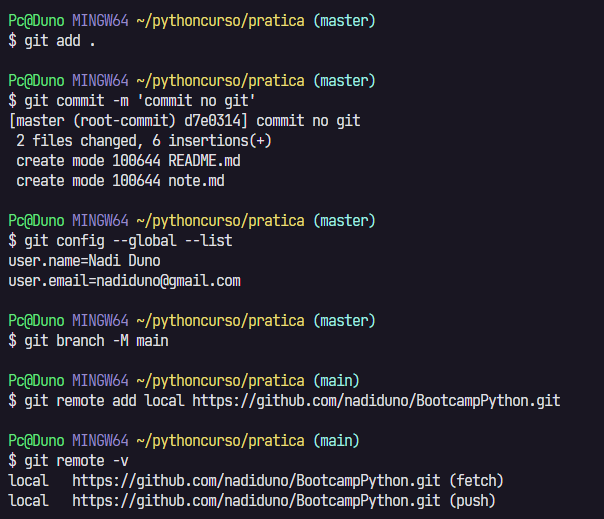 Pc@Duno MINGW64 ~/pythoncurso/pratica (master)
$ git add .
Pc@Duno MINGW64 ~/pythoncurso/pratica (master)
$ git commit -m 'commit no git'
[master (root-commit) d7e0314] commit no git
 2 files changed, 6 insertions(+)
 create mode 100644 README.md
 create mode 100644 note.md
Pc@Duno MINGW64 ~/pythoncurso/pratica (master)
$ git config --global --list
user.name=Nadi Duno
user.email=nadiduno@gmail.com
Pc@Duno MINGW64 ~/pythoncurso/pratica (master)
$ git branch -M main
Pc@Duno MINGW64 ~/pythoncurso/pratica (main)
$ git remote add local https://github.com/nadiduno/BootcampPython.git
Pc@Duno MINGW64 ~/pythoncurso/pratica (main)
$ git remote -v
local   https://github.com/nadiduno/BootcampPython.git (fetch)
local   https://github.com/nadiduno/BootcampPython.git (push)